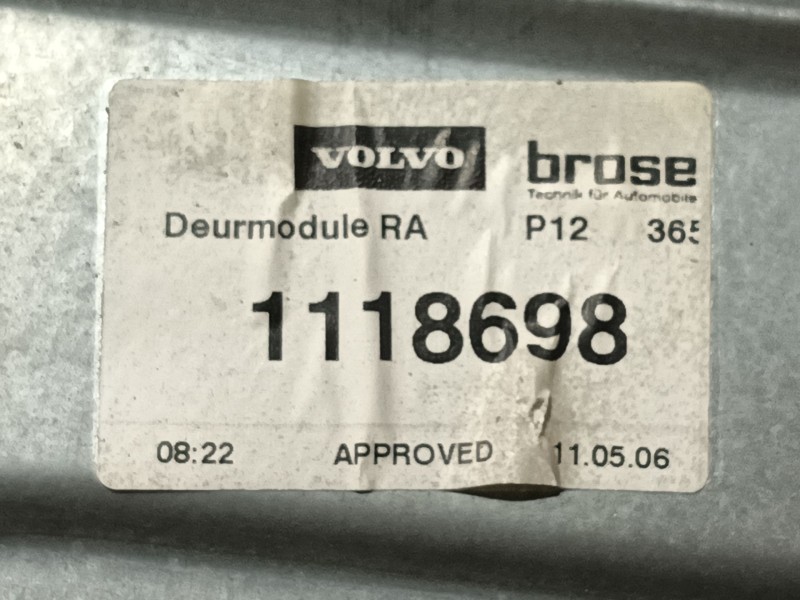 VOLVO brose
Technik für Automobile
Deurmodule RA P12 365
1118698
08:22 APPROVED 11.05.06